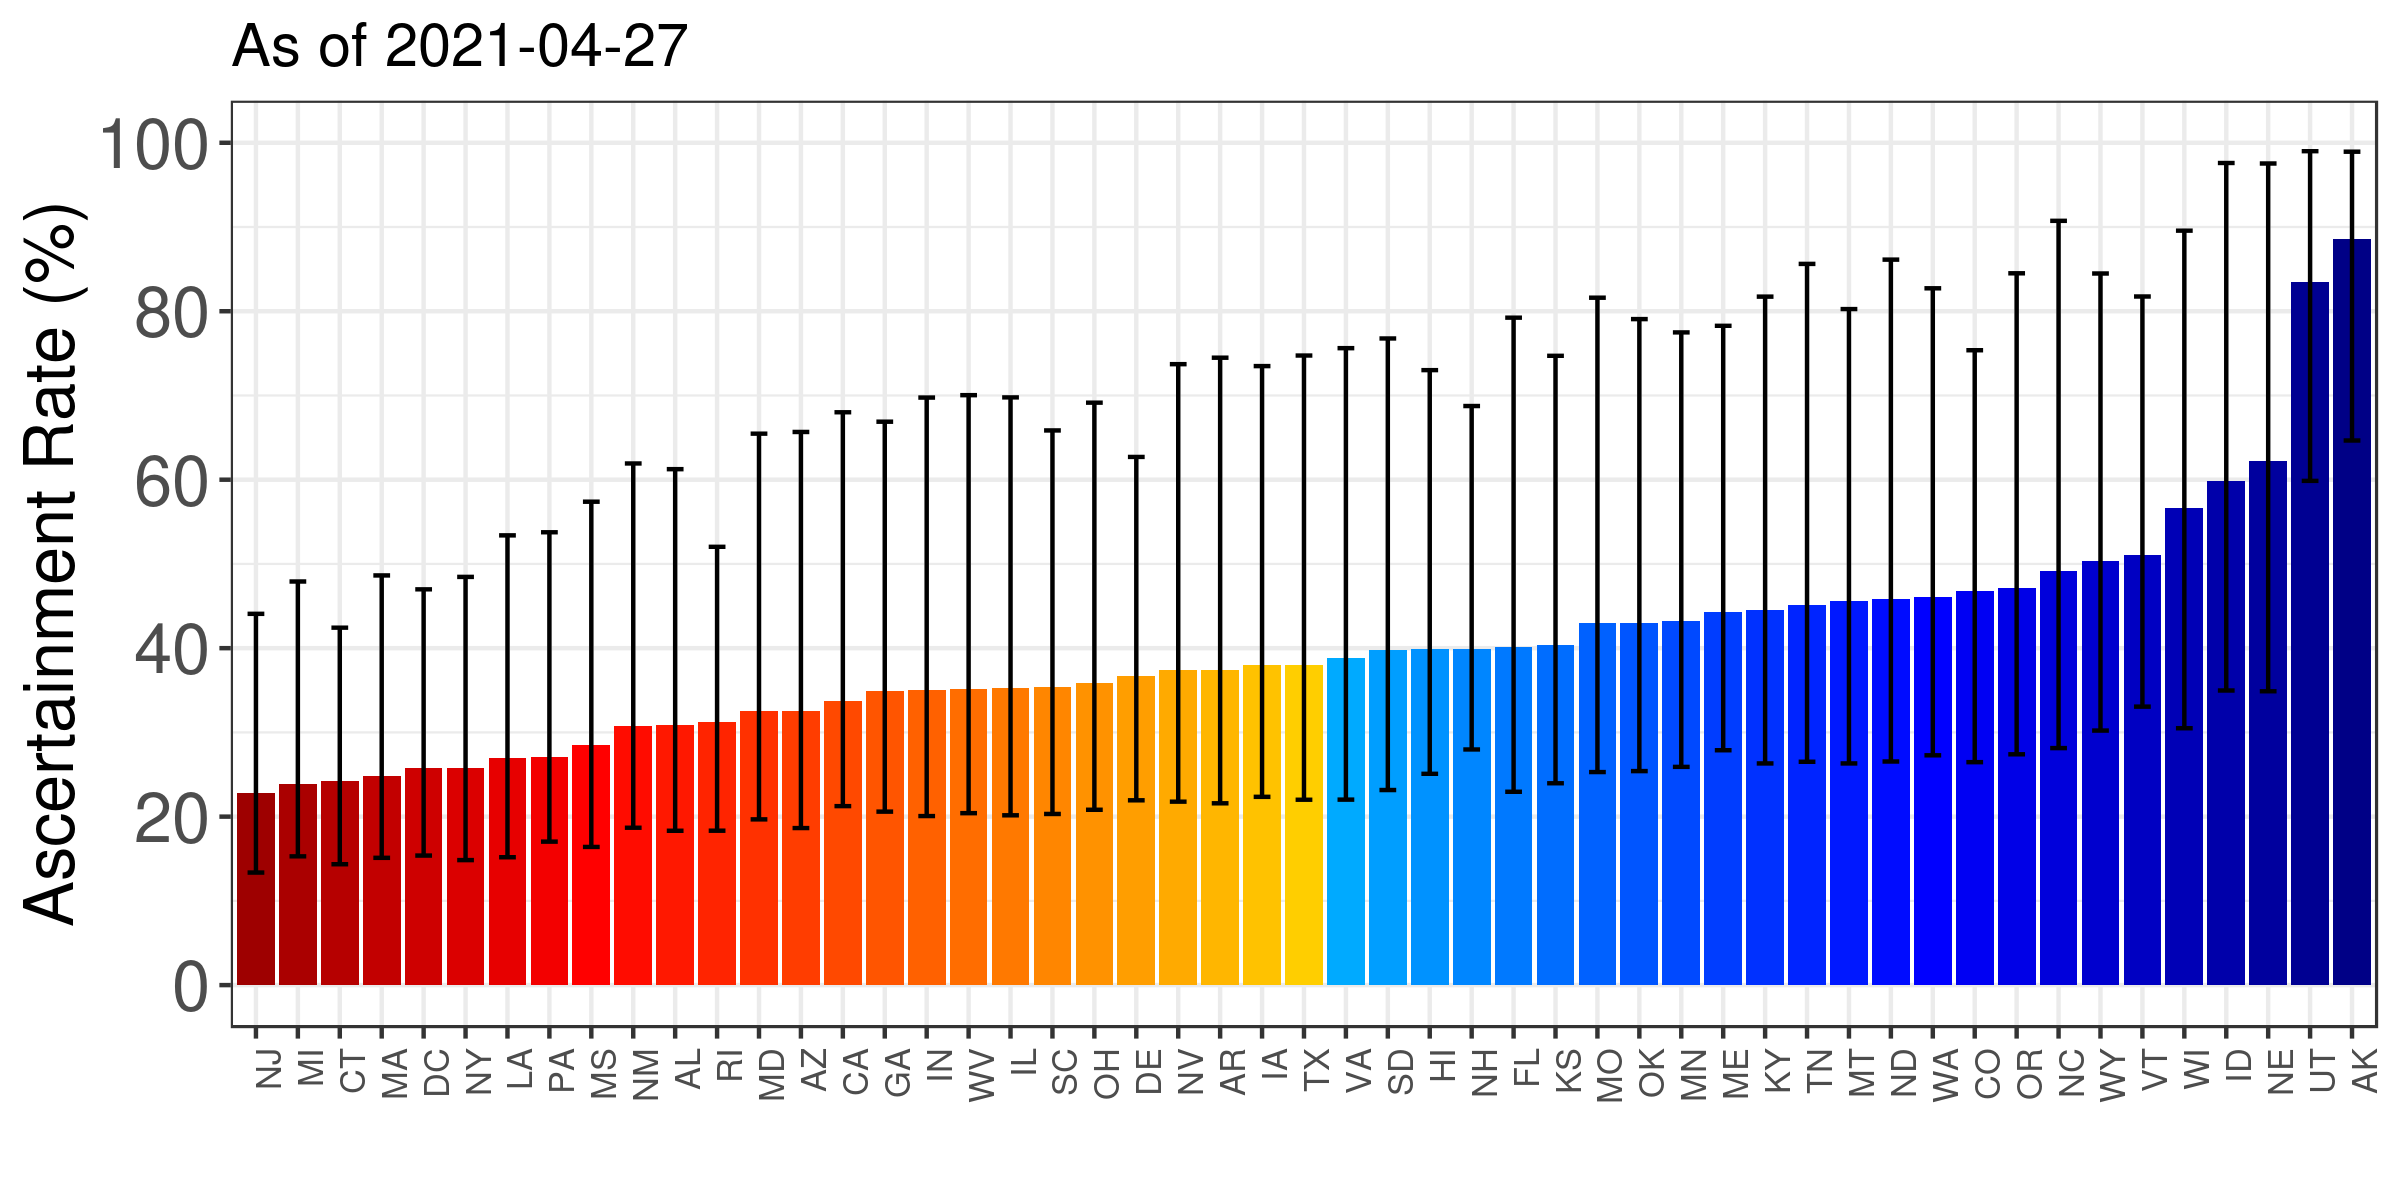 As of 2021-04-27
Ascertainment Rate (%)
100
80
60
40
20
0
NJ MI CT MA DC NY LA PA MS NM AL RI MD AZ CA GA IN WV IL SC OH DE NV AR IA TX VA SD HI NH FL KS MO OK MN ME KY TN MT ND WA CO OR NC WY VT WI ID NE UT AK